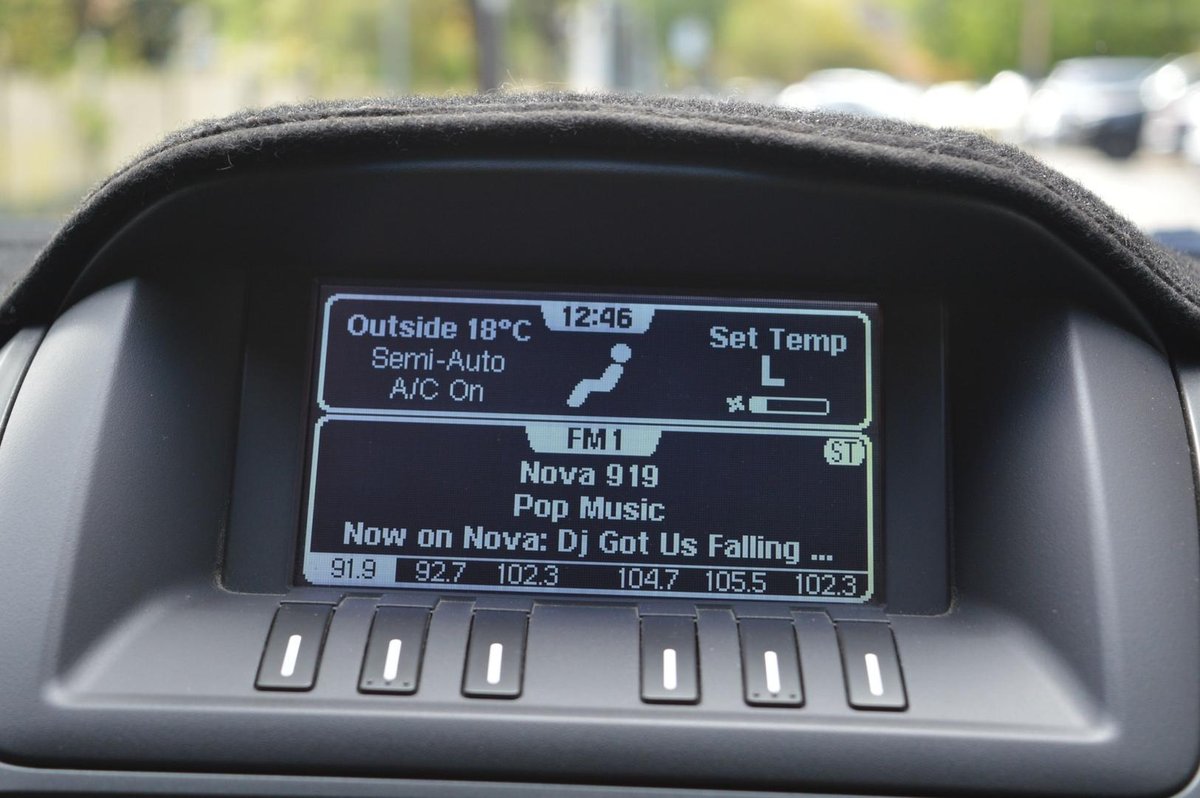 12:46
Outside 18°C
Semi-Auto
A/C On
Set Temp
L
FM1
ST
Nova 919
Pop Music
Now on Nova: Dj Got Us Falling ...
91.9 92.7 102.3 104.7 105.5 102.3